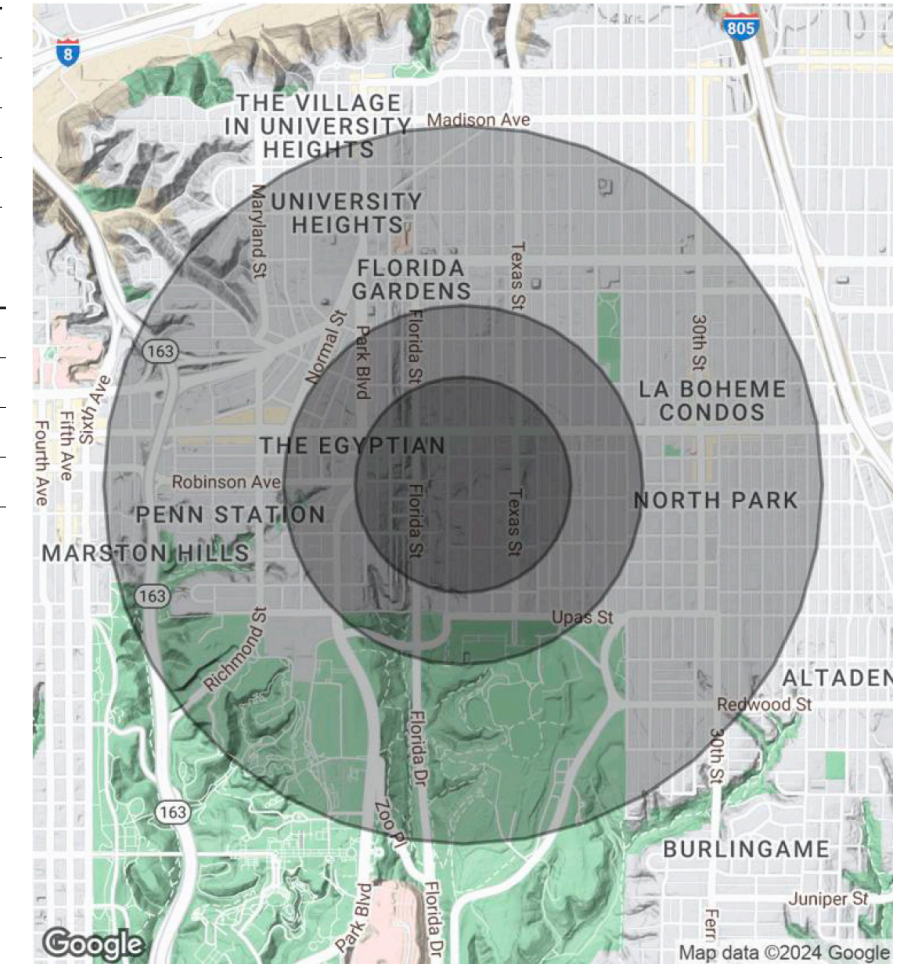 805
8
THE VILLAGE
IN UNIVERSITY
HEIGHTS
Madison Ave
Maryland St
UNIVERSITY
HEIGHTS
FLORIDA
GARDENS
Texas St
Normal St
Park Blvd
Florida St
30th St
163
LA BOHEME
CONDOS
Sixth Ave
Fifth Ave
Fourth Ave
THE EGYPTIAN
Robinson Ave
Florida St
Texas St
NORTH PARK
PENN STATION
MARSTON HILLS
163
Upas St
Richmond St
ALTADEN
Redwood St
Florida Dr
30th St
163
Zoo Pl
BURLINGAME
Park Blvd
Florida Dr
Juniper St
Fern
Google
Map data ©2024 Google